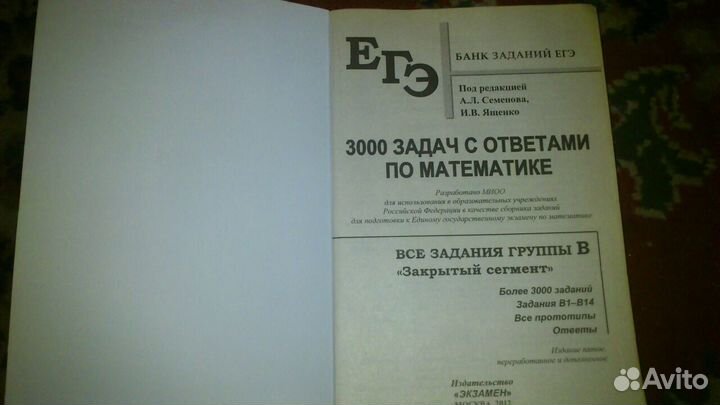 ЕГЭ
БАНК ЗАДАНИЙ ЕГЭ
Под редакцией
А.Л. Семенова,
И.В. Ященко
3000 ЗАДАЧ С ОТВЕТАМИ
ПО МАТЕМАТИКЕ
Разработано МИОО
для использования в образовательных учреждениях
Российской Федерации в качестве сборника заданий
для подготовки к Единому государственному экзамену по математике
ВСЕ ЗАДАНИЯ ГРУППЫ В
«Закрытый сегмент»
Более 3000 заданий
Задания В1–В14
Все прототипы
Ответы
Издание пятое,
переработанное и дополненное
Издательство
«ЭКЗАМЕН»
МОСКВА
Avito